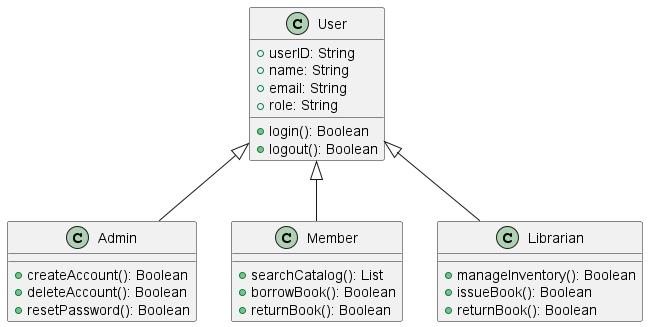 C User
userID: String
name: String
email: String
role: String
login(): Boolean
logout(): Boolean
C Admin
createAccount(): Boolean
deleteAccount(): Boolean
resetPassword(): Boolean
C Member
searchCatalog(): List
borrowBook(): Boolean
returnBook(): Boolean
C Librarian
manageInventory(): Boolean
issueBook(): Boolean
returnBook(): Boolean